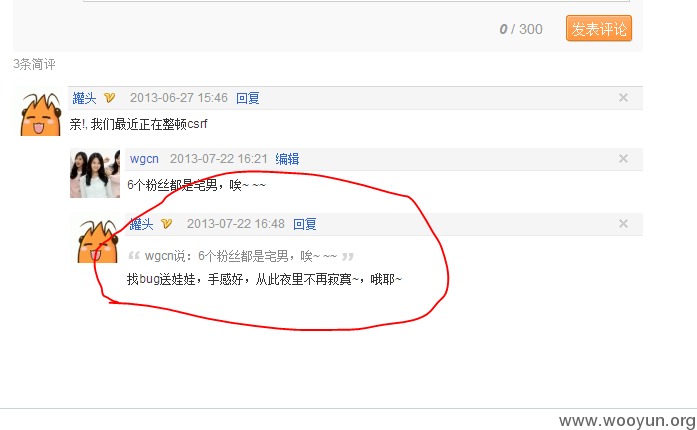 0 / 300
发表评论
3条简评
罐头 2013-06-27 15:46 回复
亲!, 我们最近正在整顿csrf
wgcn 2013-07-22 16:21 编辑
6个粉丝都是宅男，唉~ ~~
罐头 2013-07-22 16:48 回复
“ wgcn说：6个粉丝都是宅男，唉~ ~~ ”
找bug送娃娃，手感好，从此夜里不再寂寞~，哦耶~
www.wooyun.org